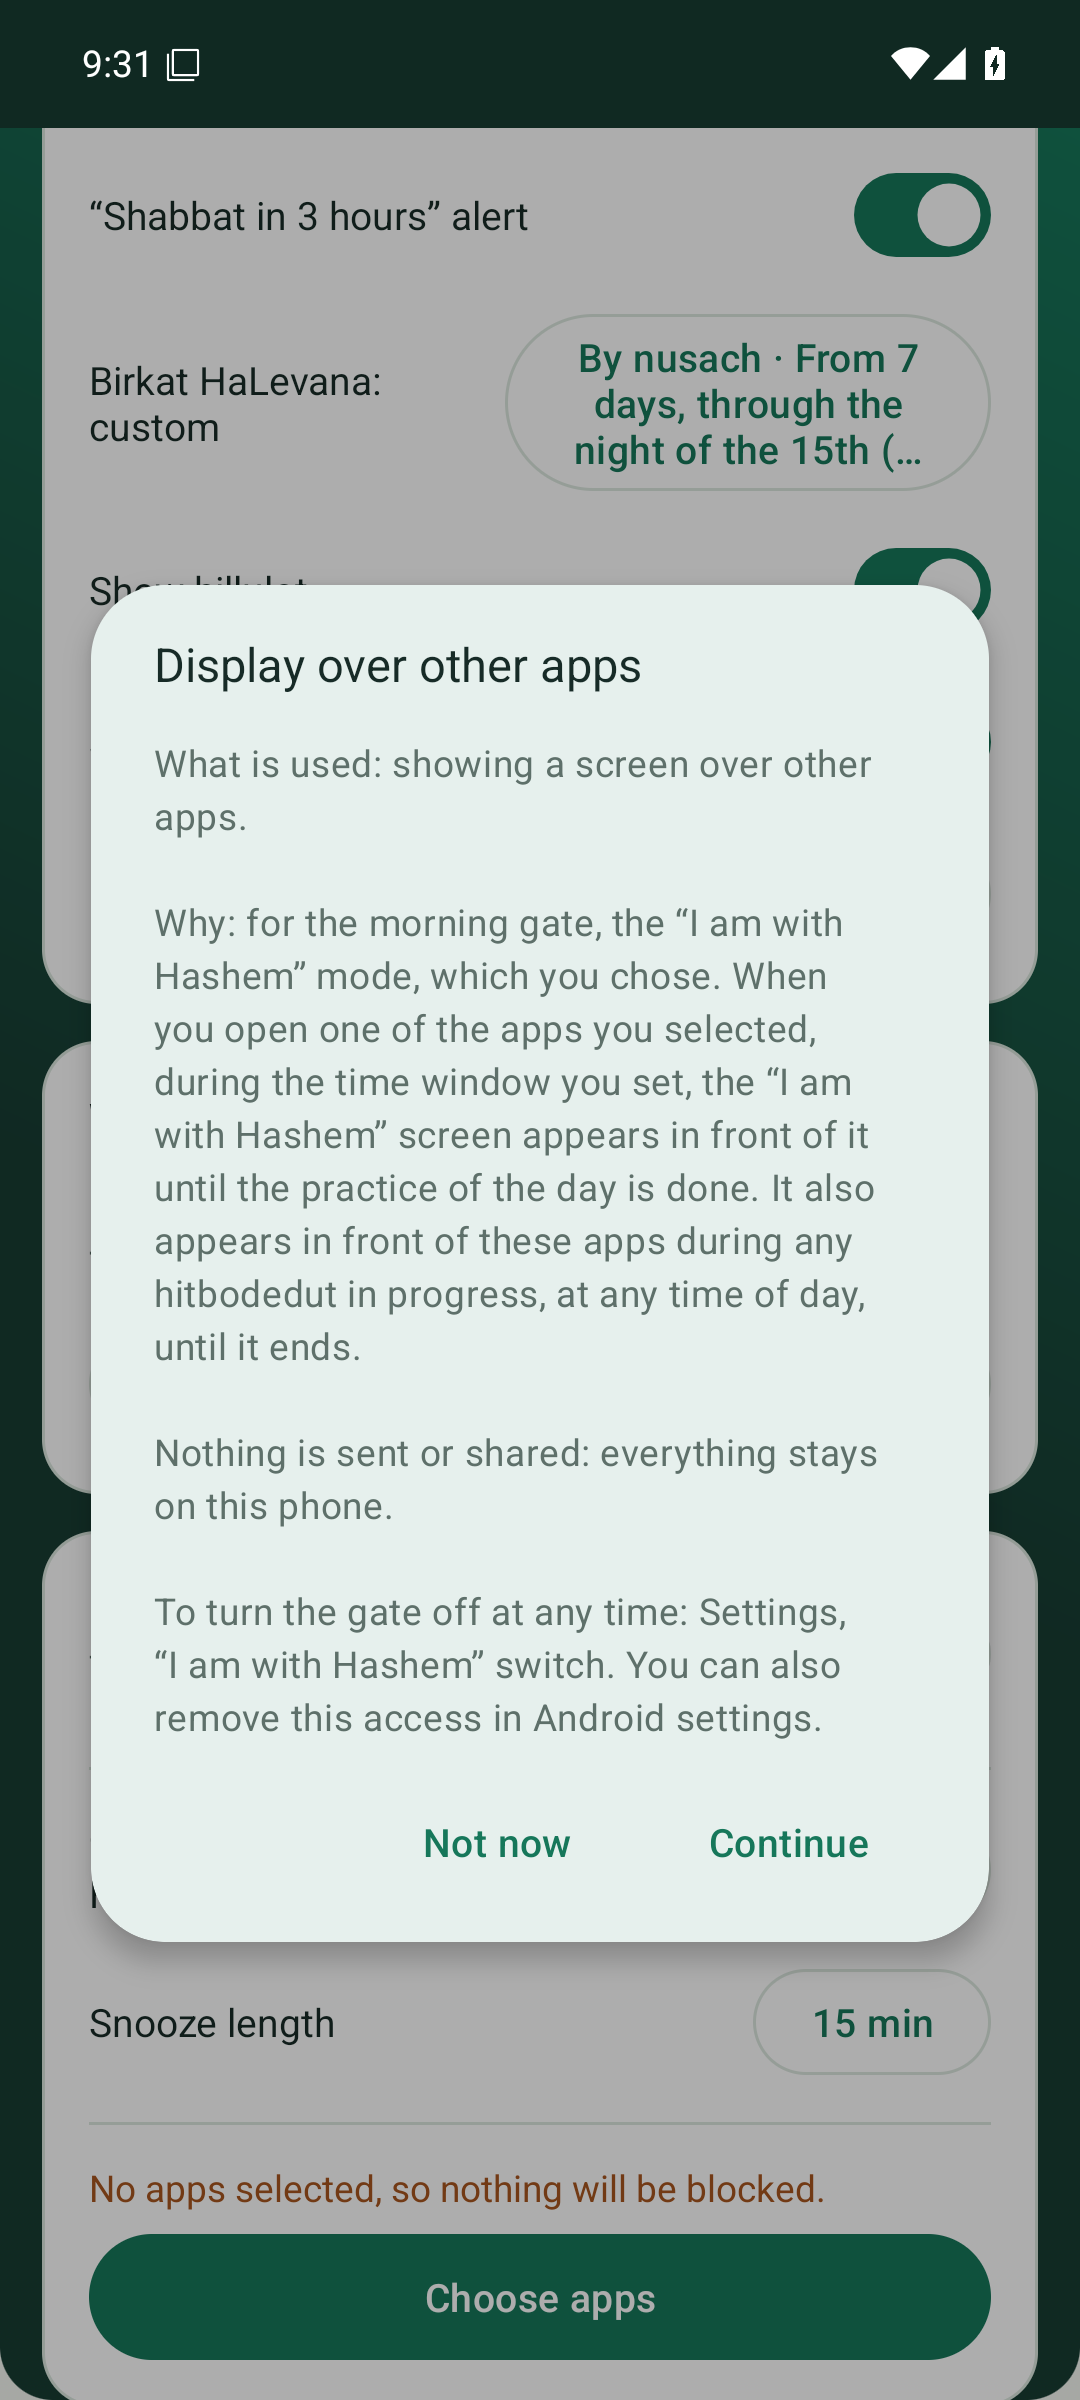 9:31
“Shabbat in 3 hours” alert
Birkat HaLevana:
custom
By nusach · From 7
days, through the
night of the 15th (…
Display over other apps
What is used: showing a screen over other
apps.
Why: for the morning gate, the “I am with
Hashem” mode, which you chose. When
you open one of the apps you selected,
during the time window you set, the “I am
with Hashem” screen appears in front of it
until the practice of the day is done. It also
appears in front of these apps during any
hitbodedut in progress, at any time of day,
until it ends.
Nothing is sent or shared: everything stays
on this phone.
To turn the gate off at any time: Settings,
“I am with Hashem” switch. You can also
remove this access in Android settings.
Not now
Continue
Snooze length
15 min
No apps selected, so nothing will be blocked.
Choose apps